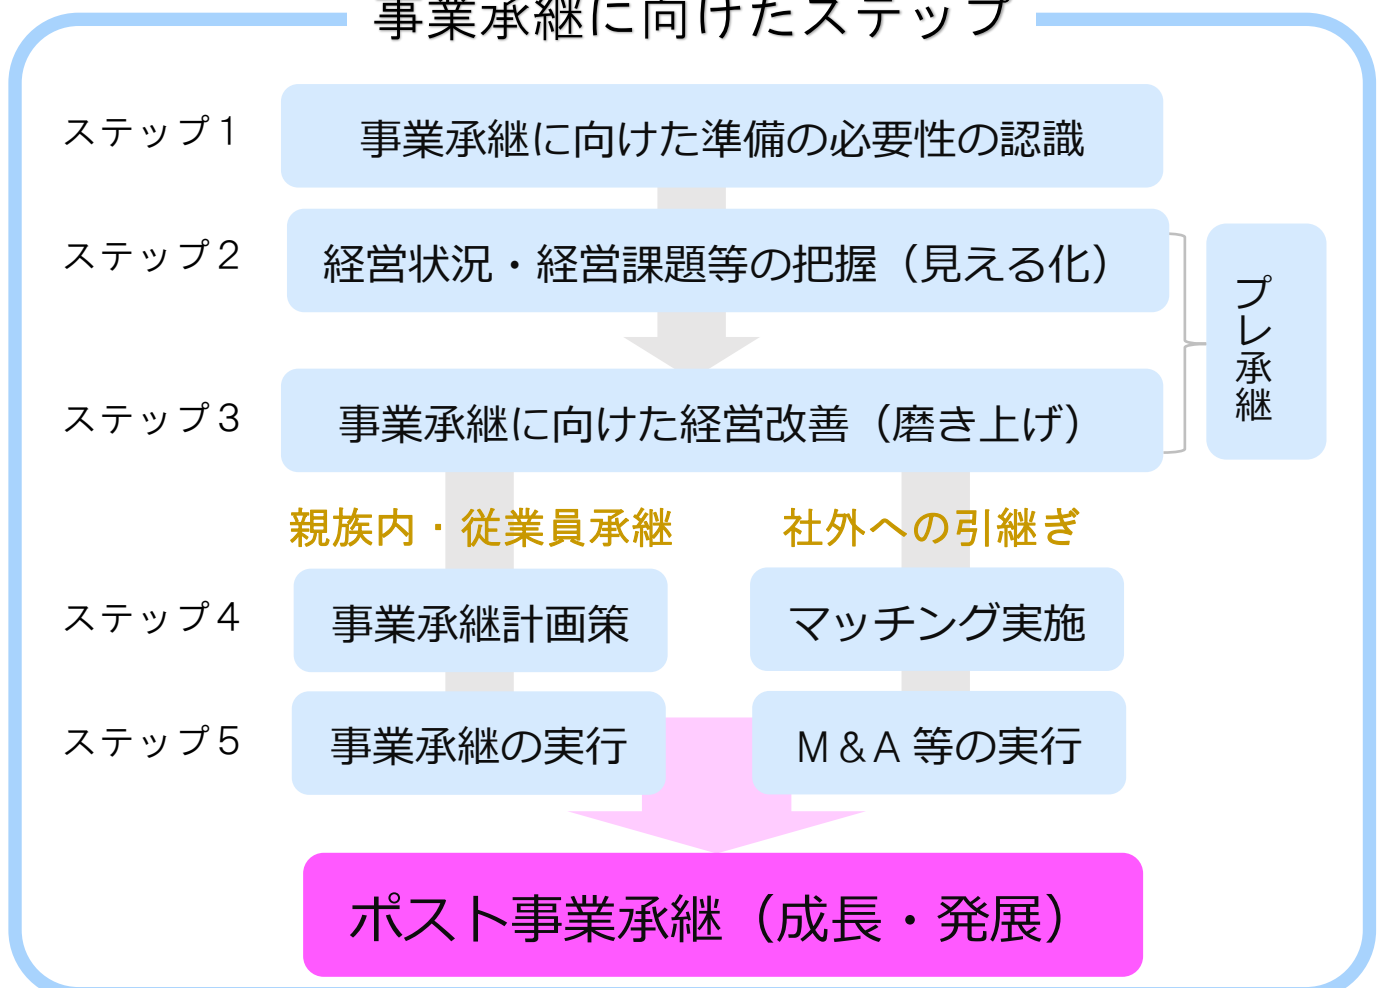 事業承継に向けたステップ
ステップ１
事業承継に向けた準備の必要性の認識
ステップ２
経営状況・経営課題等の把握（見える化）
プレ承継
ステップ３
事業承継に向けた経営改善（磨き上げ）
親族内・従業員承継
社外への引継ぎ
ステップ４
事業承継計画策
マッチング実施
ステップ５
事業承継の実行
Ｍ＆Ａ等の実行
ポスト事業承継（成長・発展）